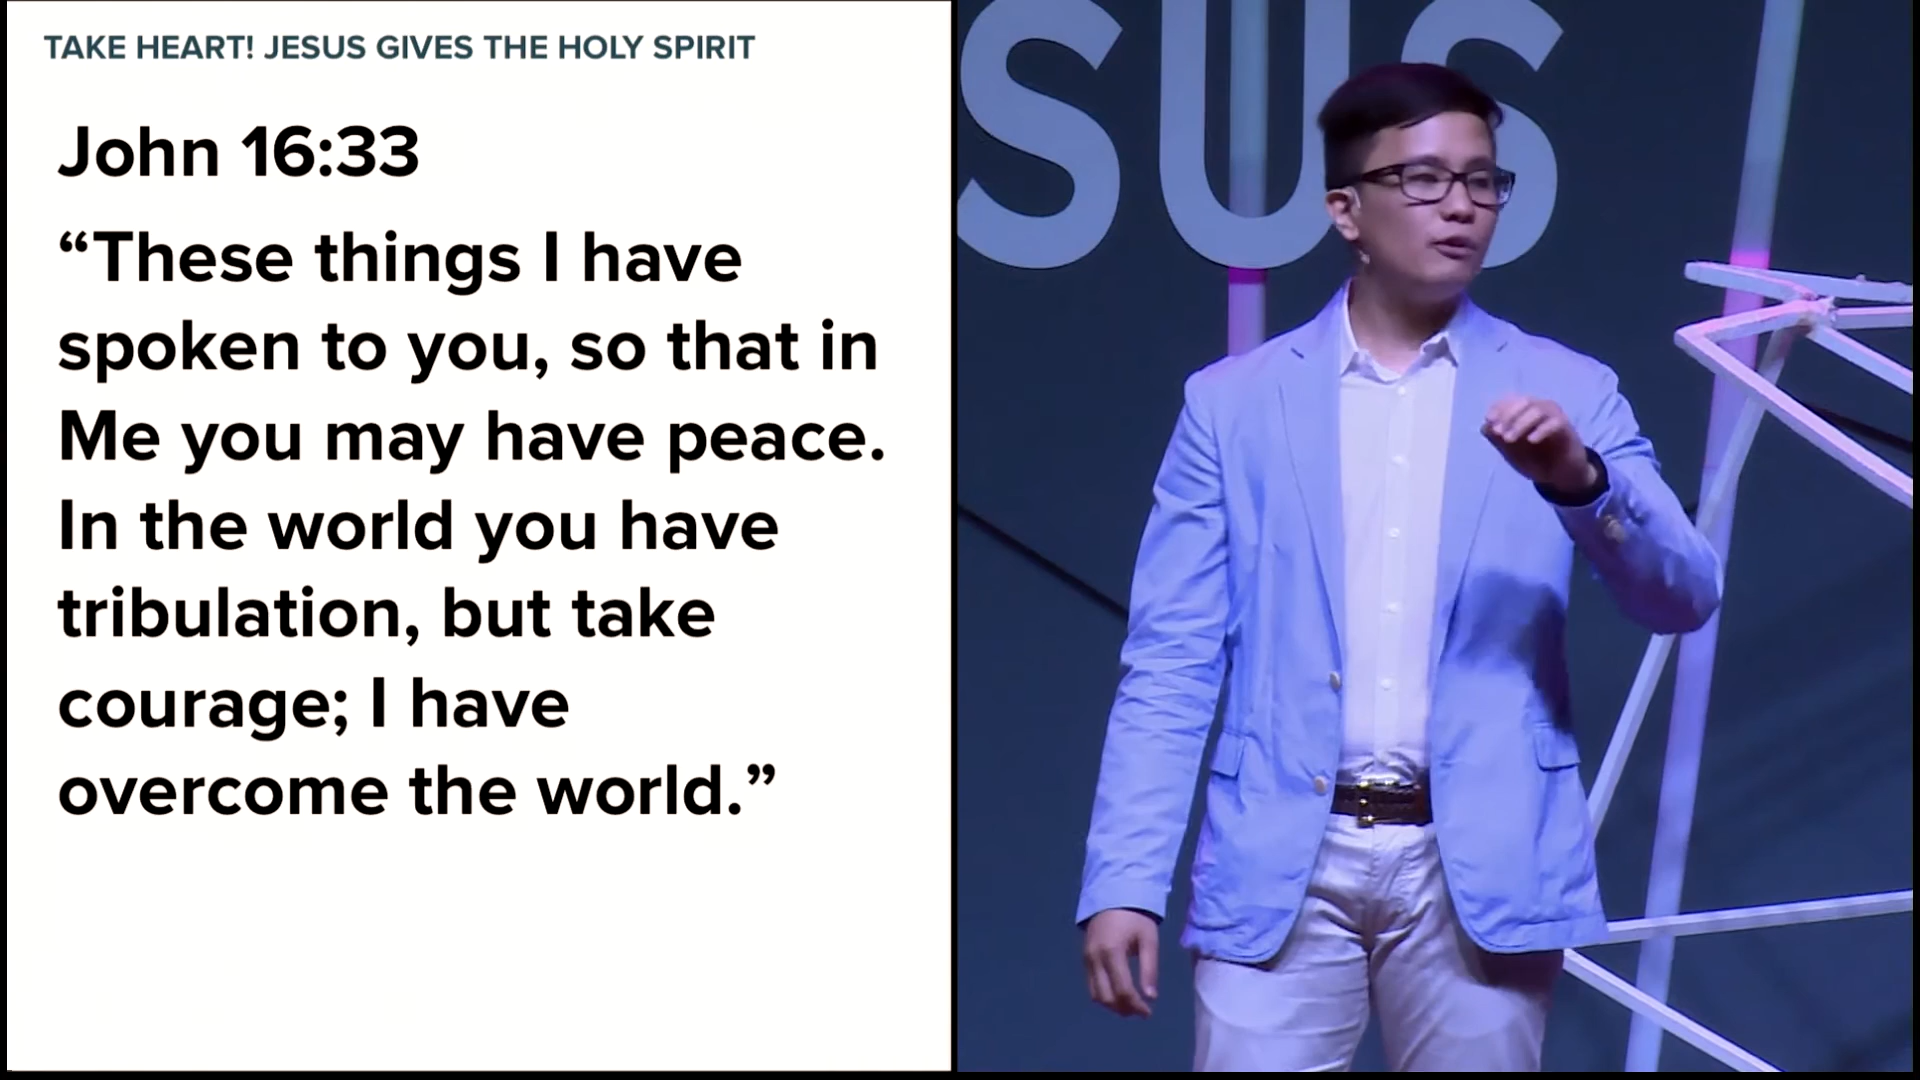 TAKE HEART! JESUS GIVES THE HOLY SPIRIT
John 16:33
“These things I have
spoken to you, so that in
Me you may have peace.
In the world you have
tribulation, but take
courage; I have
overcome the world.”
SUS